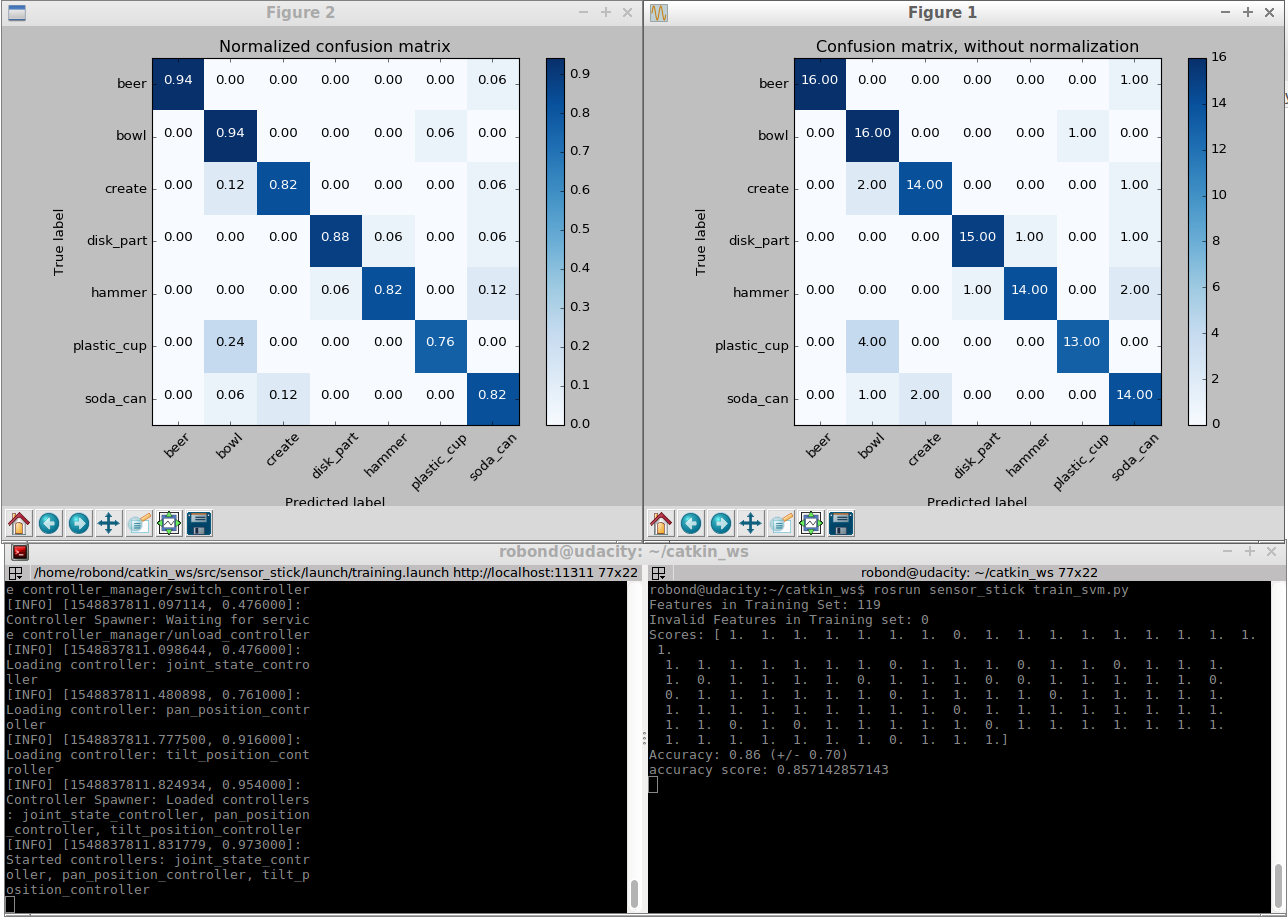 Figure 2
Normalized confusion matrix
True label
beer 0.94 0.00 0.00 0.00 0.00 0.00 0.06
bowl 0.00 0.94 0.00 0.00 0.00 0.06 0.00
create 0.00 0.12 0.82 0.00 0.00 0.00 0.06
disk_part 0.00 0.00 0.00 0.88 0.06 0.00 0.06
hammer 0.00 0.00 0.00 0.06 0.82 0.00 0.12
plastic_cup 0.00 0.24 0.00 0.00 0.00 0.76 0.00
soda_can 0.00 0.06 0.12 0.00 0.00 0.00 0.82
beer bowl create disk_part hammer plastic_cup soda_can
Predicted label
0.9
0.8
0.7
0.6
0.5
0.4
0.3
0.2
0.1
0.0
Figure 1
Confusion matrix, without normalization
True label
beer 16.00 0.00 0.00 0.00 0.00 0.00 1.00
bowl 0.00 16.00 0.00 0.00 0.00 1.00 0.00
create 0.00 2.00 14.00 0.00 0.00 0.00 1.00
disk_part 0.00 0.00 0.00 15.00 1.00 0.00 1.00
hammer 0.00 0.00 0.00 1.00 14.00 0.00 2.00
plastic_cup 0.00 4.00 0.00 0.00 0.00 13.00 0.00
soda_can 0.00 1.00 2.00 0.00 0.00 0.00 14.00
beer bowl create disk_part hammer plastic_cup soda_can
Predicted label
16
14
12
10
8
6
4
2
0
robond@udacity: ~/catkin_ws
/home/robond/catkin_ws/src/sensor_stick/launch/training.launch http://localhost:11311 77x22
e controller_manager/switch_controller
[INFO] [1548837811.097114, 0.476000]:
Controller Spawner: Waiting for servic
e controller_manager/unload_controller
[INFO] [1548837811.098644, 0.476000]:
Loading controller: joint_state_contro
ller
[INFO] [1548837811.480898, 0.761000]:
Loading controller: pan_position_contr
oller
[INFO] [1548837811.777500, 0.916000]:
Loading controller: tilt_position_cont
roller
[INFO] [1548837811.824934, 0.954000]:
Controller Spawner: Loaded controllers
: joint_state_controller, pan_position
_controller, tilt_position_controller
[INFO] [1548837811.831779, 0.973000]:
Started controllers: joint_state_contr
oller, pan_position_controller, tilt_p
osition_controller
robond@udacity: ~/catkin_ws 77x22
robond@udacity:~/catkin_ws$ rosrun sensor_stick train_svm.py
Features in Training Set: 119
Invalid Features in Training set: 0
Scores: [ 1. 1. 1. 1. 1. 1. 1. 0. 1. 1. 1. 1. 1. 1. 1. 1. 1.
1.
1. 1. 1. 1. 1. 1. 1. 0. 1. 1. 1. 0. 1. 1. 0. 1. 1. 1.
1. 0. 1. 1. 1. 1. 0. 1. 1. 1. 0. 0. 1. 1. 1. 1. 1. 0.
0. 1. 1. 1. 1. 1. 1. 0. 1. 1. 1. 1. 0. 1. 1. 1. 1. 1.
1. 1. 1. 1. 1. 1. 1. 1. 1. 0. 1. 1. 1. 1. 1. 1. 1. 1.
1. 1. 0. 1. 0. 1. 1. 1. 1. 1. 0. 1. 1. 1. 1. 1. 1. 1.
1. 1. 1. 1. 1. 1. 1. 0. 1. 1. 1.]
Accuracy: 0.86 (+/- 0.70)
accuracy score: 0.857142857143